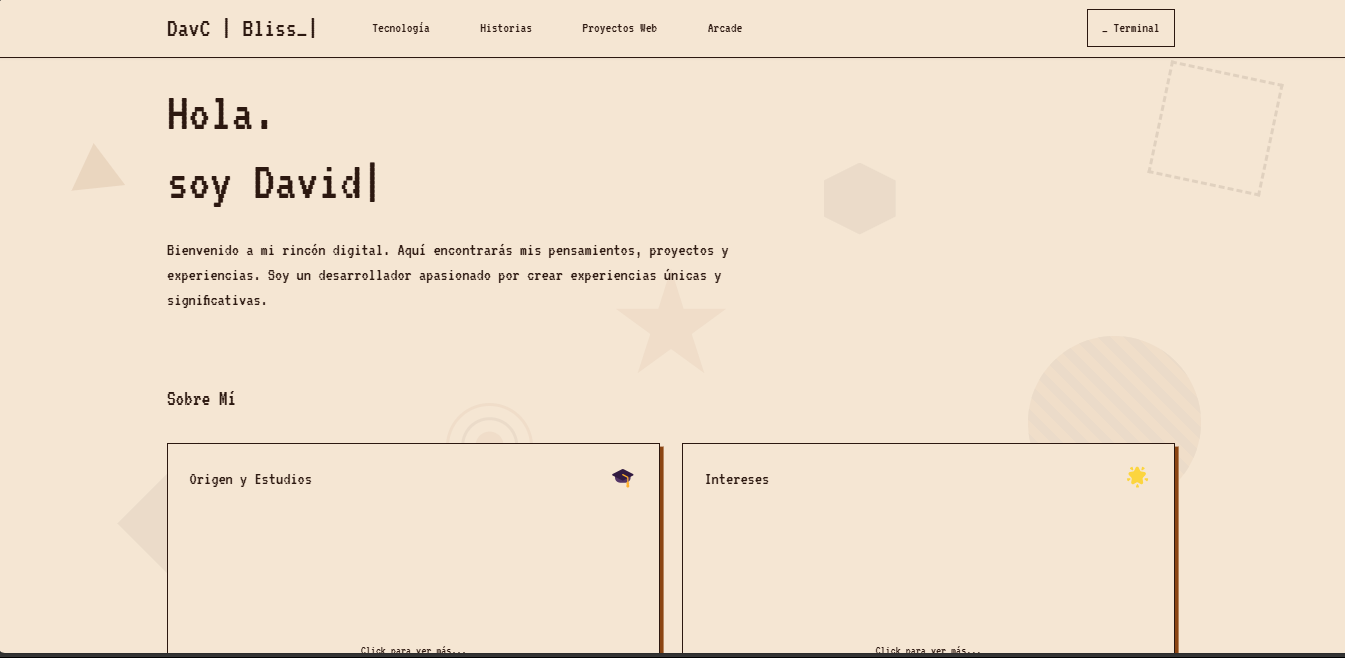 DavC | Bliss_|
Tecnología
Historias
Proyectos Web
Arcade
_ Terminal
Hola.
soy David|
Bienvenido a mi rincón digital. Aquí encontrarás mis pensamientos, proyectos y
experiencias. Soy un desarrollador apasionado por crear experiencias únicas y
significativas.
Sobre Mí
Origen y Estudios
Intereses
Click para ver más...
Click para ver más...